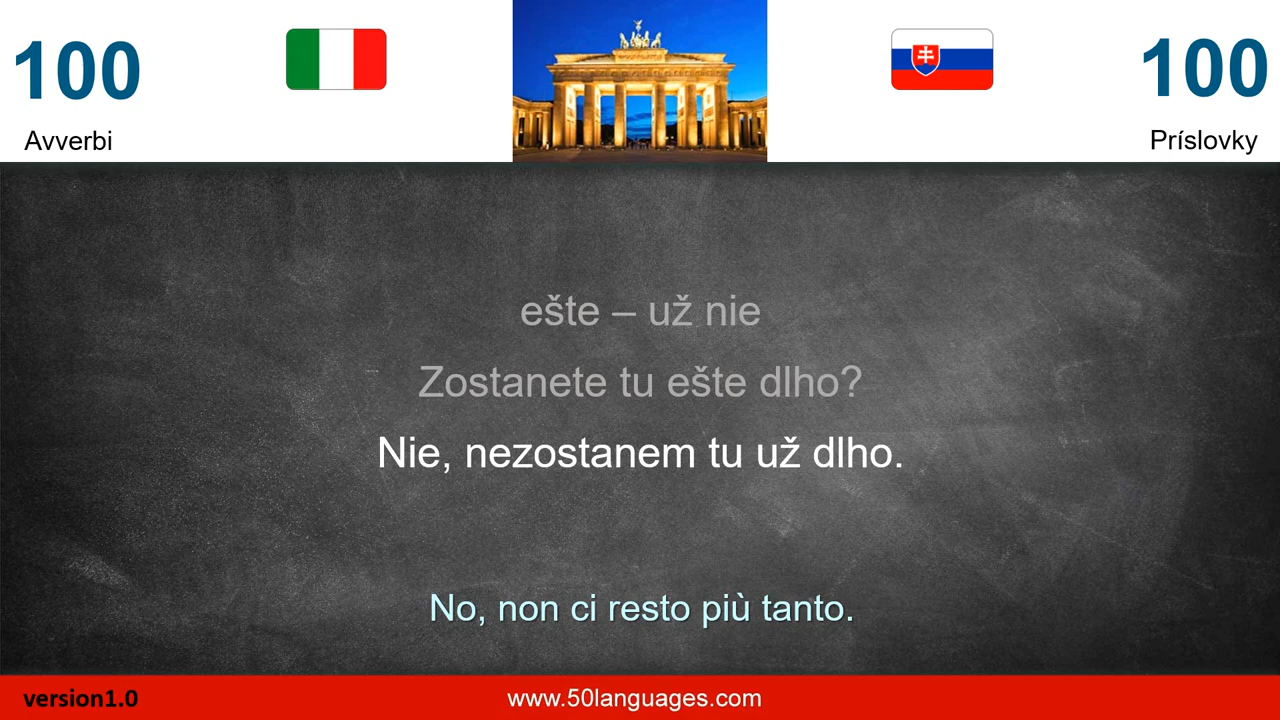 100
100
Avverbi
Príslovky
ešte – už nie
Zostanete tu ešte dlho?
Nie, nezostanem tu už dlho.
No, non ci resto più tanto.
version1.0
www.50languages.com